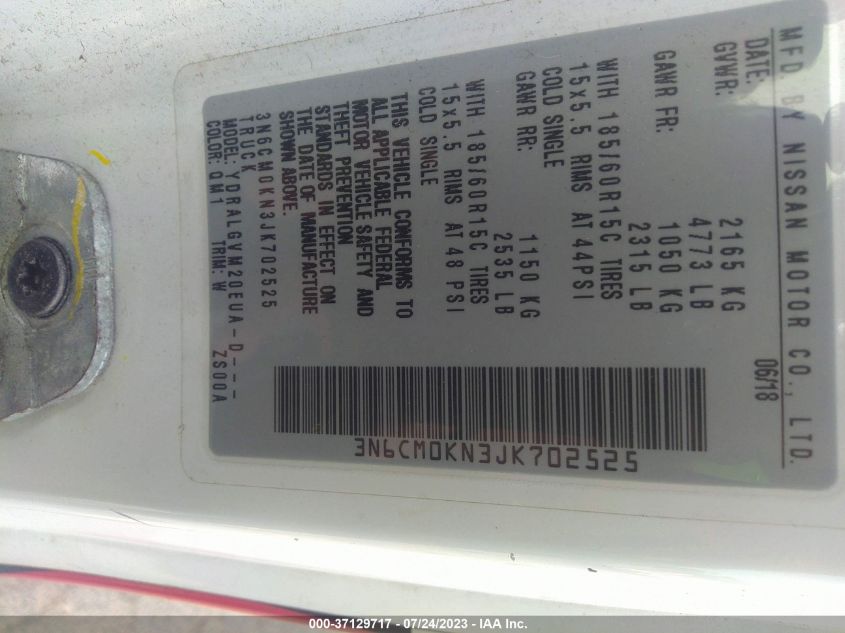 MFD BY NISSAN MOTOR CO., LTD.
DATE: 06/18
GVWR: 2165 KG
4773 LB
GAWR FR: 1050 KG
2315 LB
WITH 185/60R15C TIRES
15x5.5 RIMS AT 44PSI
COLD SINGLE
GAWR RR: 1150 KG
2535 LB
WITH 185/60R15C TIRES
15x5.5 RIMS AT 48 PSI
COLD SINGLE
THIS VEHICLE CONFORMS TO
ALL APPLICABLE FEDERAL
MOTOR VEHICLE SAFETY AND
THEFT PREVENTION
STANDARDS IN EFFECT ON
THE DATE OF MANUFACTURE
SHOWN ABOVE.
3N6CM0KN3JK702525
TRUCK
MODEL: YDRALGVM20EUA-D---
COLOR: QM1 TRIM: W ZS00A
3N6CM0KN3JK702525
000-37129717 - 07/24/2023 - IAA Inc.